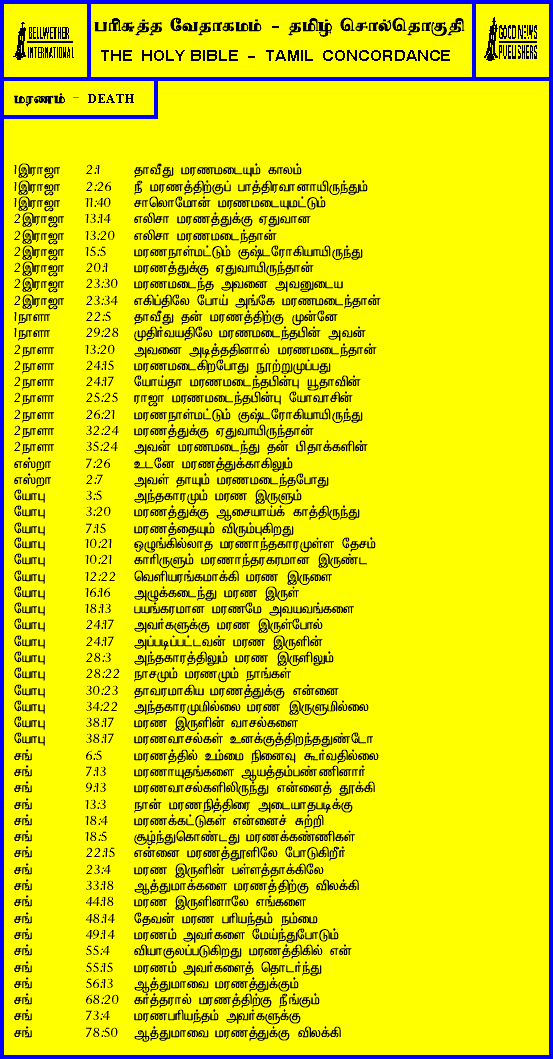 BELLWETHER
INTERNATIONAL
பரிசுத்த வேதாகமம் - தமிழ் சொல்தொகுதி
THE HOLY BIBLE - TAMIL CONCORDANCE
GOOD NEWS
PUBLISHERS
மரணம் - DEATH
1இராஜா 2:1 தாவீது மரணமடையும் காலம்
1இராஜா 2:26 நீ மரணத்திற்குப் பாத்திரவானாயிருந்தும்
1இராஜா 11:40 சாலொமோன் மரணமடையுமட்டும்
2இராஜா 13:14 எலிசா மரணத்துக்கு ஏதுவான
2இராஜா 13:20 எலிசா மரணமடைந்தான்
2இராஜா 15:5 மரணநாள்மட்டும் குஷ்டரோகியாயிருந்து
2இராஜா 20:1 மரணத்துக்கு ஏதுவாயிருந்தான்
2இராஜா 23:30 மரணமடைந்த அவனை அவனுடைய
2இராஜா 23:34 எகிப்திலே போய் அங்கே மரணமடைந்தான்
1நாளா 22:5 தாவீது தன் மரணத்திற்கு முன்னே
1நாளா 29:28 முதிர்வயதிலே மரணமடைந்தபின் அவன்
2நாளா 13:20 அவனை அடித்ததினால் மரணமடைந்தான்
2நாளா 24:15 மரணமடைகிறபோது நூற்றுமுப்பது
2நாளா 24:17 யோய்தா மரணமடைந்தபின்பு யூதாவின்
2நாளா 25:25 ராஜா மரணமடைந்தபின்பு யோவாசின்
2நாளா 26:21 மரணநாள்மட்டும் குஷ்டரோகியாயிருந்து
2நாளா 32:24 மரணத்துக்கு ஏதுவாயிருந்தான்
2நாளா 35:24 அவன் மரணமடைந்து தன் பிதாக்களின்
எஸ்றா 7:26 உடனே மரணத்துக்காகிலும்
எஸ்றா 2:7 அவள் தாயும் மரணமடைந்தபோது
யோபு 3:5 அந்தகாரமும் மரண இருளும்
யோபு 3:20 மரணத்துக்கு ஆசையாய்க் காத்திருந்து
யோபு 7:15 மரணத்தையும் விரும்புகிறது
யோபு 10:21 ஒழுங்கில்லாத மரணாந்தகாரமுள்ள தேசம்
யோபு 10:21 காரிருளும் மரணாந்தரகரமான இருண்ட
யோபு 12:22 வெளியரங்கமாக்கி மரண இருளை
யோபு 16:16 அழுக்கடைந்து மரண இருள்
யோபு 18:13 பயங்கரமான மரணமே அவயவங்களை
யோபு 24:17 அவர்களுக்கு மரண இருள்போல்
யோபு 24:17 அப்படிப்பட்டவன் மரண இருளின்
யோபு 28:3 அந்தகாரத்திலும் மரண இருளிலும்
யோபு 28:22 நாசமும் மரணமும் நாங்கள்
யோபு 30:23 தாவரமாகிய மரணத்துக்கு என்னை
யோபு 34:22 அந்தகாரமுமில்லை மரண இருளுமில்லை
யோபு 38:17 மரண இருளின் வாசல்களை
யோபு 38:17 மரணவாசல்கள் உனக்குத்திறந்ததுண்டோ
சங் 6:5 மரணத்தில் உம்மை நினைவு கூர்வதில்லை
சங் 7:13 மரணாயுதங்களை ஆயத்தம்பண்ணினார்
சங் 9:13 மரணவாசல்களிலிருந்து என்னைத் தூக்கி
சங் 13:3 நான் மரணநித்திரை அடையாதபடிக்கு
சங் 18:4 மரணக்கட்டுகள் என்னைச் சுற்றி
சங் 18:5 சூழ்ந்துகொண்டது மரணக்கண்ணிகள்
சங் 22:15 என்னை மரணத்தூளிலே போடுகிறீர்
சங் 23:4 மரண இருளின் பள்ளத்தாக்கிலே
சங் 33:18 ஆத்துமாக்களை மரணத்திற்கு விலக்கி
சங் 44:18 மரண இருளினாலே எங்களை
சங் 48:14 தேவன் மரண பரியந்தம் நம்மை
சங் 49:14 மரணம் அவர்களை மேய்ந்துபோடும்
சங் 55:4 வியாகுலப்படுகிறது மரணத்திகில் என்
சங் 55:15 மரணம் அவர்களைத் தொடர்ந்து
சங் 56:13 ஆத்துமாவை மரணத்துக்கும்
சங் 68:20 கர்த்தரால் மரணத்திற்கு நீங்கும்
சங் 73:4 மரணபரியந்தம் அவர்களுக்கு
சங் 78:50 ஆத்துமாவை மரணத்துக்கு விலக்கி